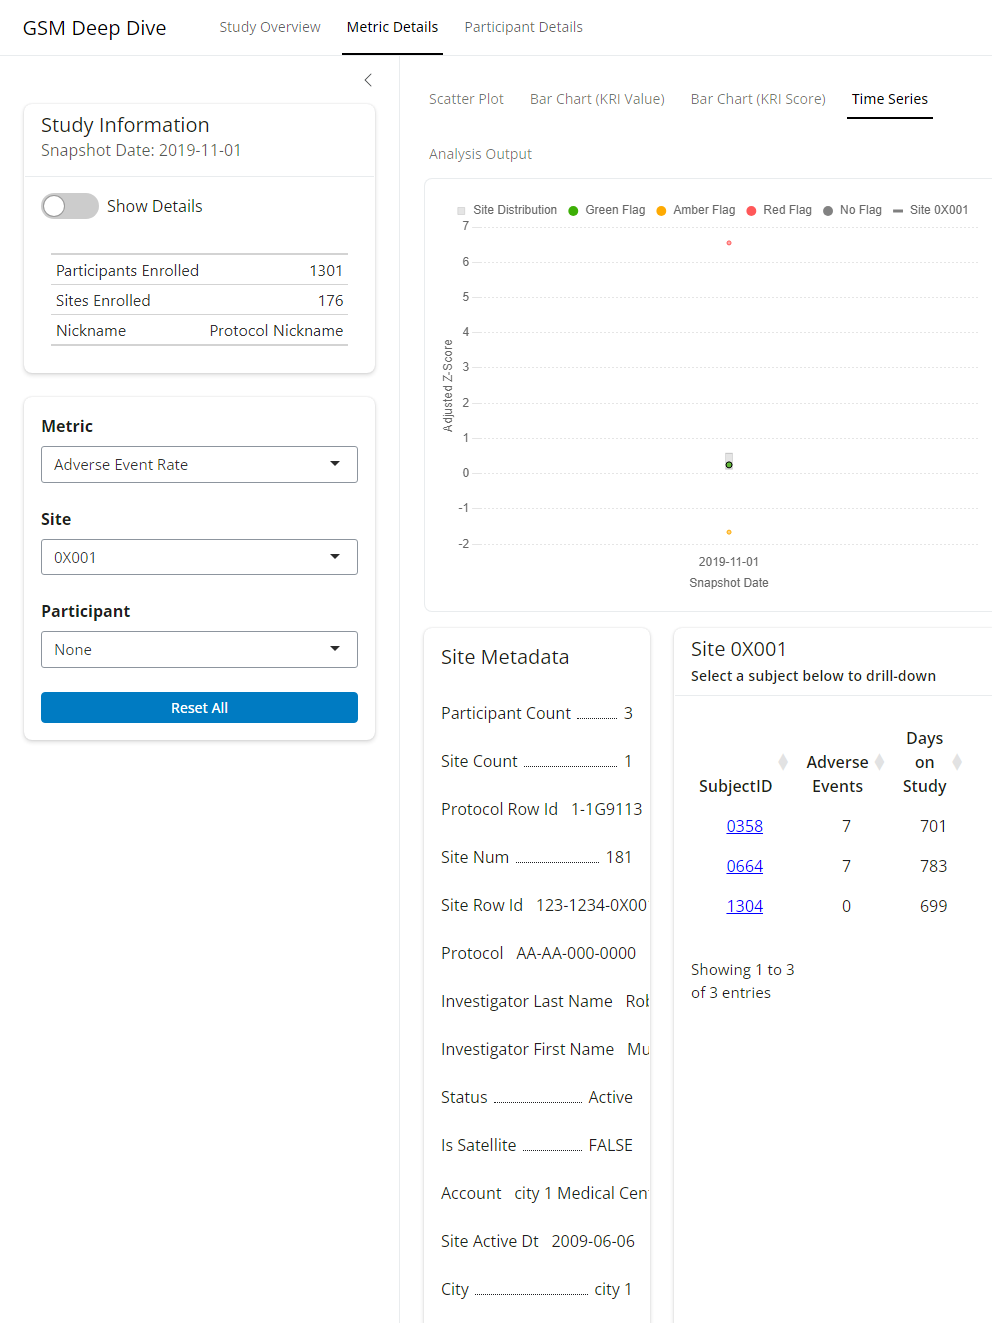 GSM Deep Dive
Study Overview
Metric Details
Participant Details
Study Information
Snapshot Date: 2019-11-01
Show Details
Participants Enrolled 1301
Sites Enrolled 176
Nickname Protocol Nickname
Metric
Adverse Event Rate
Site
0X001
Participant
None
Reset All
Scatter Plot
Bar Chart (KRI Value)
Bar Chart (KRI Score)
Time Series
Analysis Output
Site Distribution Green Flag Amber Flag Red Flag No Flag Site 0X001
7
6
5
4
3
2
1
0
-1
-2
Adjusted Z-Score
2019-11-01
Snapshot Date
Site Metadata
Participant Count 3
Site Count 1
Protocol Row Id 1-1G9113
Site Num 181
Site Row Id 123-1234-0X00
Protocol AA-AA-000-0000
Investigator Last Name Rob
Investigator First Name Mu
Status Active
Is Satellite FALSE
Account city 1 Medical Cen
Site Active Dt 2009-06-06
City city 1
Site 0X001
Select a subject below to drill-down
SubjectID
Adverse
Events
Days
on
Study
0358 7 701
0664 7 783
1304 0 699
Showing 1 to 3
of 3 entries